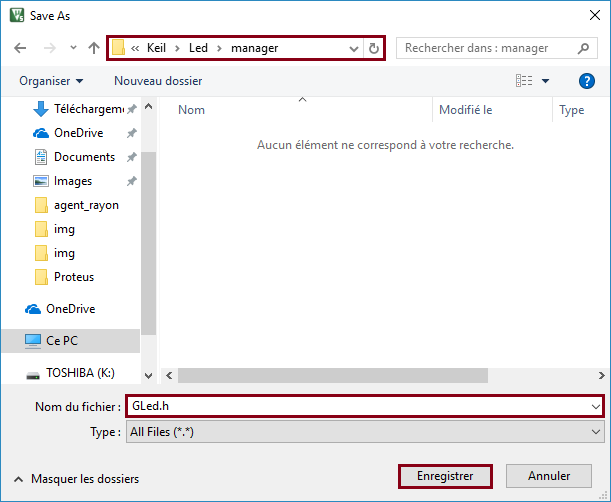 Save As
« Keil > Led > manager
Rechercher dans : manager
Organiser
Nouveau dossier
?
Nom
Modifié le
Type
Téléchargem
OneDrive
Documents
Images
agent_rayon
img
img
Proteus
OneDrive
Ce PC
TOSHIBA (K:)
Aucun élément ne correspond à votre recherche.
Nom du fichier :
GLed.h
Type :
All Files (*.*)
Masquer les dossiers
Enregistrer
Annuler